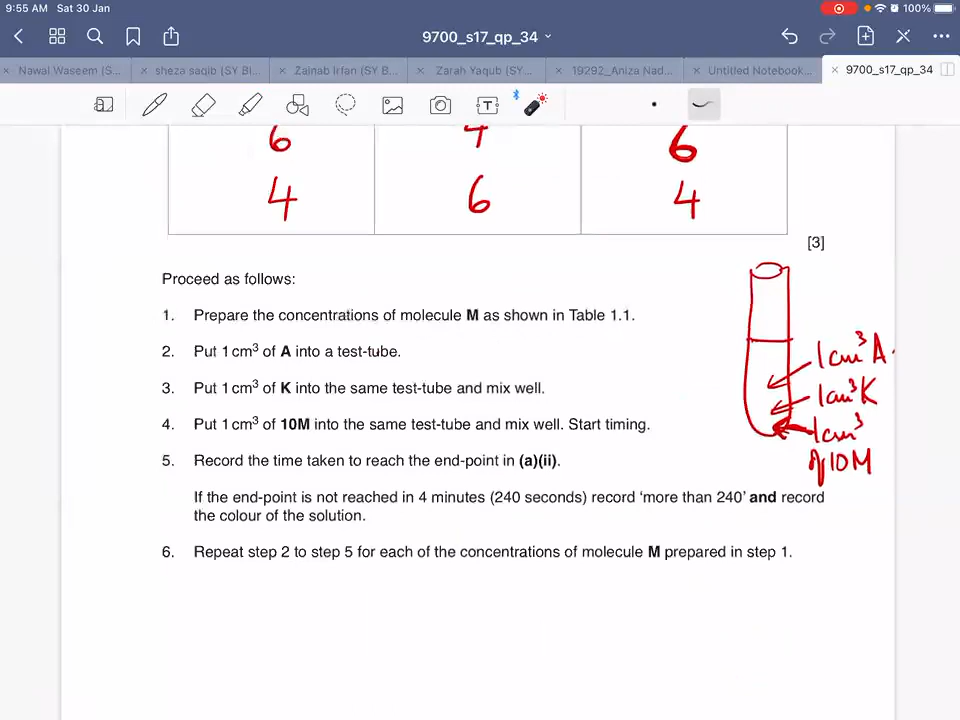 9:55 AM Sat 30 Jan
100%
9700_s17_qp_34
Nawal Waseem (S...
sheza saqib (SY Bl...
Zainab Irfan (SY B...
Zarah Yaqub (SY...
19292_Aniza Nad...
Untitled Notebook...
9700_s17_qp_34
6 4 6
4 6 4
[3]
Proceed as follows:
1. Prepare the concentrations of molecule M as shown in Table 1.1.
2. Put 1 cm³ of A into a test-tube.
1cm³ A
3. Put 1 cm³ of K into the same test-tube and mix well.
1cm³ K
4. Put 1 cm³ of 10M into the same test-tube and mix well. Start timing.
1cm³
of 10M
5. Record the time taken to reach the end-point in (a)(ii).
If the end-point is not reached in 4 minutes (240 seconds) record 'more than 240' and record
the colour of the solution.
6. Repeat step 2 to step 5 for each of the concentrations of molecule M prepared in step 1.